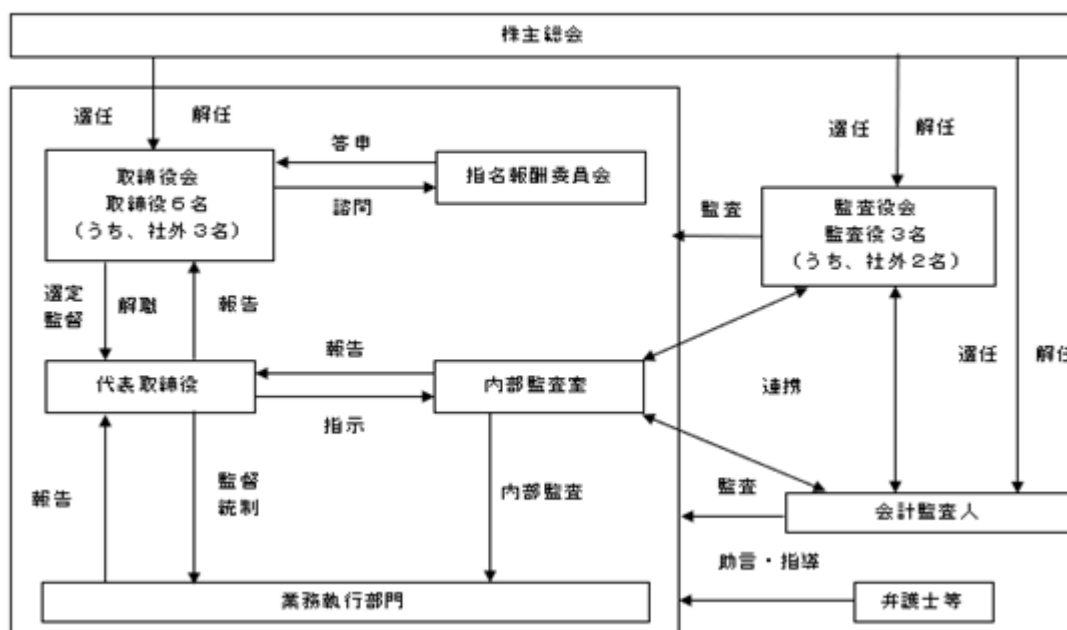 株主総会
選任
解任
答申
取締役会
取締役６名
（うち、社外３名）
指名報酬委員会
諮問
選任
解任
監査
監査役会
監査役３名
（うち、社外２名）
選定
監督
解職
報告
報告
代表取締役
内部監査室
指示
連携
選任
解任
報告
監督
統制
内部監査
監査
会計監査人
助言・指導
業務執行部門
弁護士等